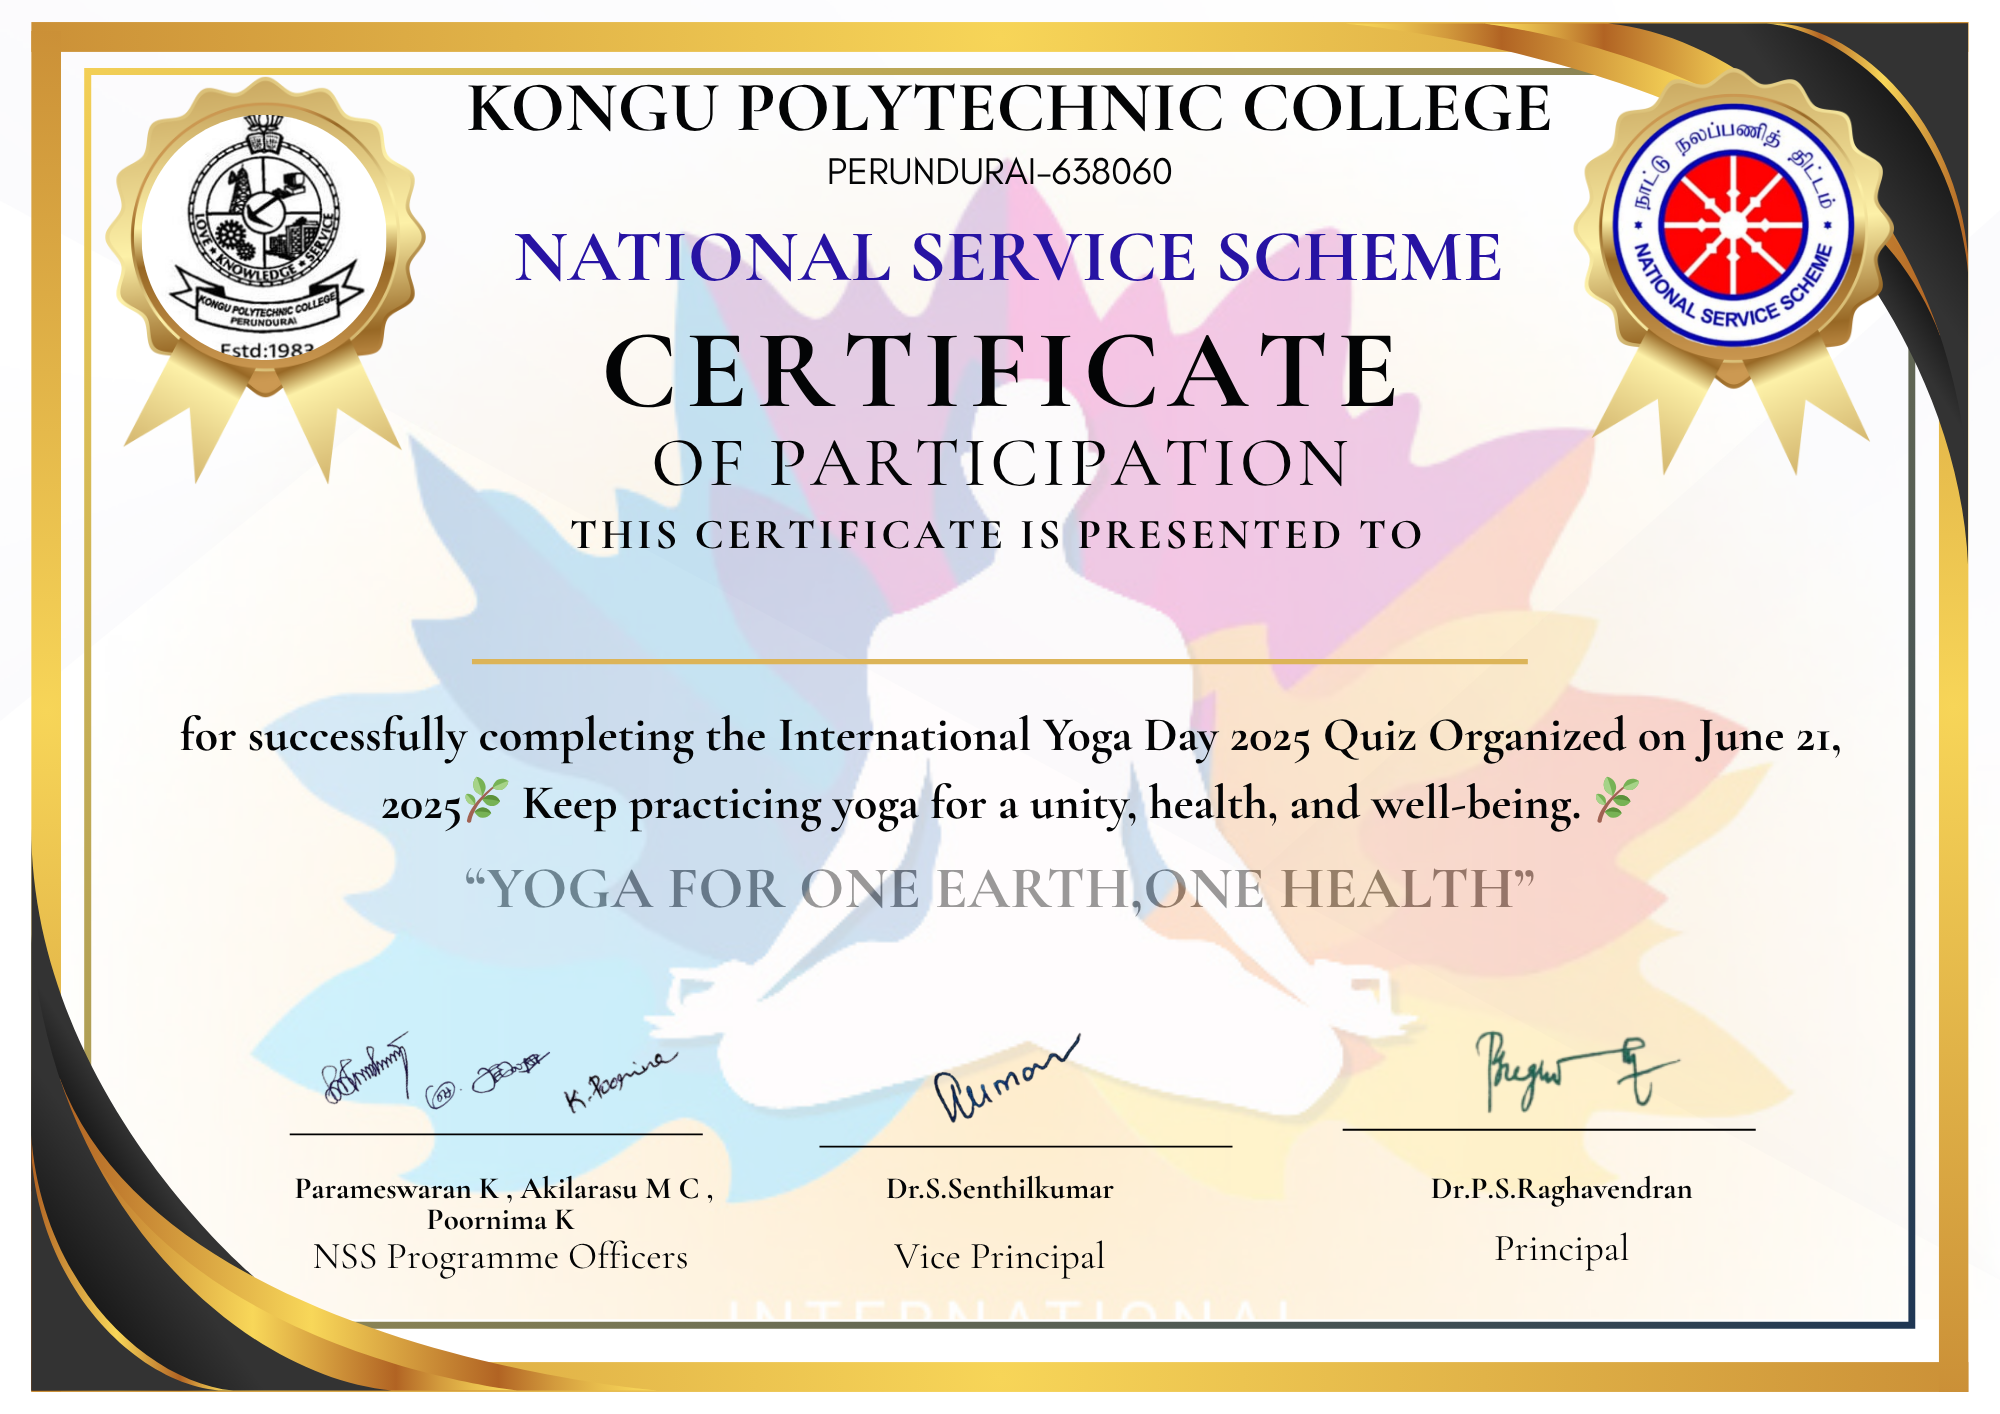 KONGU POLYTECHNIC COLLEGE
PERUNDURAI-638060
NATIONAL SERVICE SCHEME
CERTIFICATE
OF PARTICIPATION
THIS CERTIFICATE IS PRESENTED TO
LOVE ★ KNOWLEDGE ★ SERVICE
KONGU POLYTECHNIC COLLEGE
PERUNDURAI
Estd:1983
நாட்டு நலப்பணித் திட்டம்
NATIONAL SERVICE SCHEME
for successfully completing the International Yoga Day 2025 Quiz Organized on June 21,
2025🌿 Keep practicing yoga for a unity, health, and well-being. 🌿
“YOGA FOR ONE EARTH,ONE HEALTH”
K. Poornima
Parameswaran K , Akilarasu M C ,
Poornima K
NSS Programme Officers
Dr.S.Senthilkumar
Vice Principal
Dr.P.S.Raghavendran
Principal
INTERNATIONAL